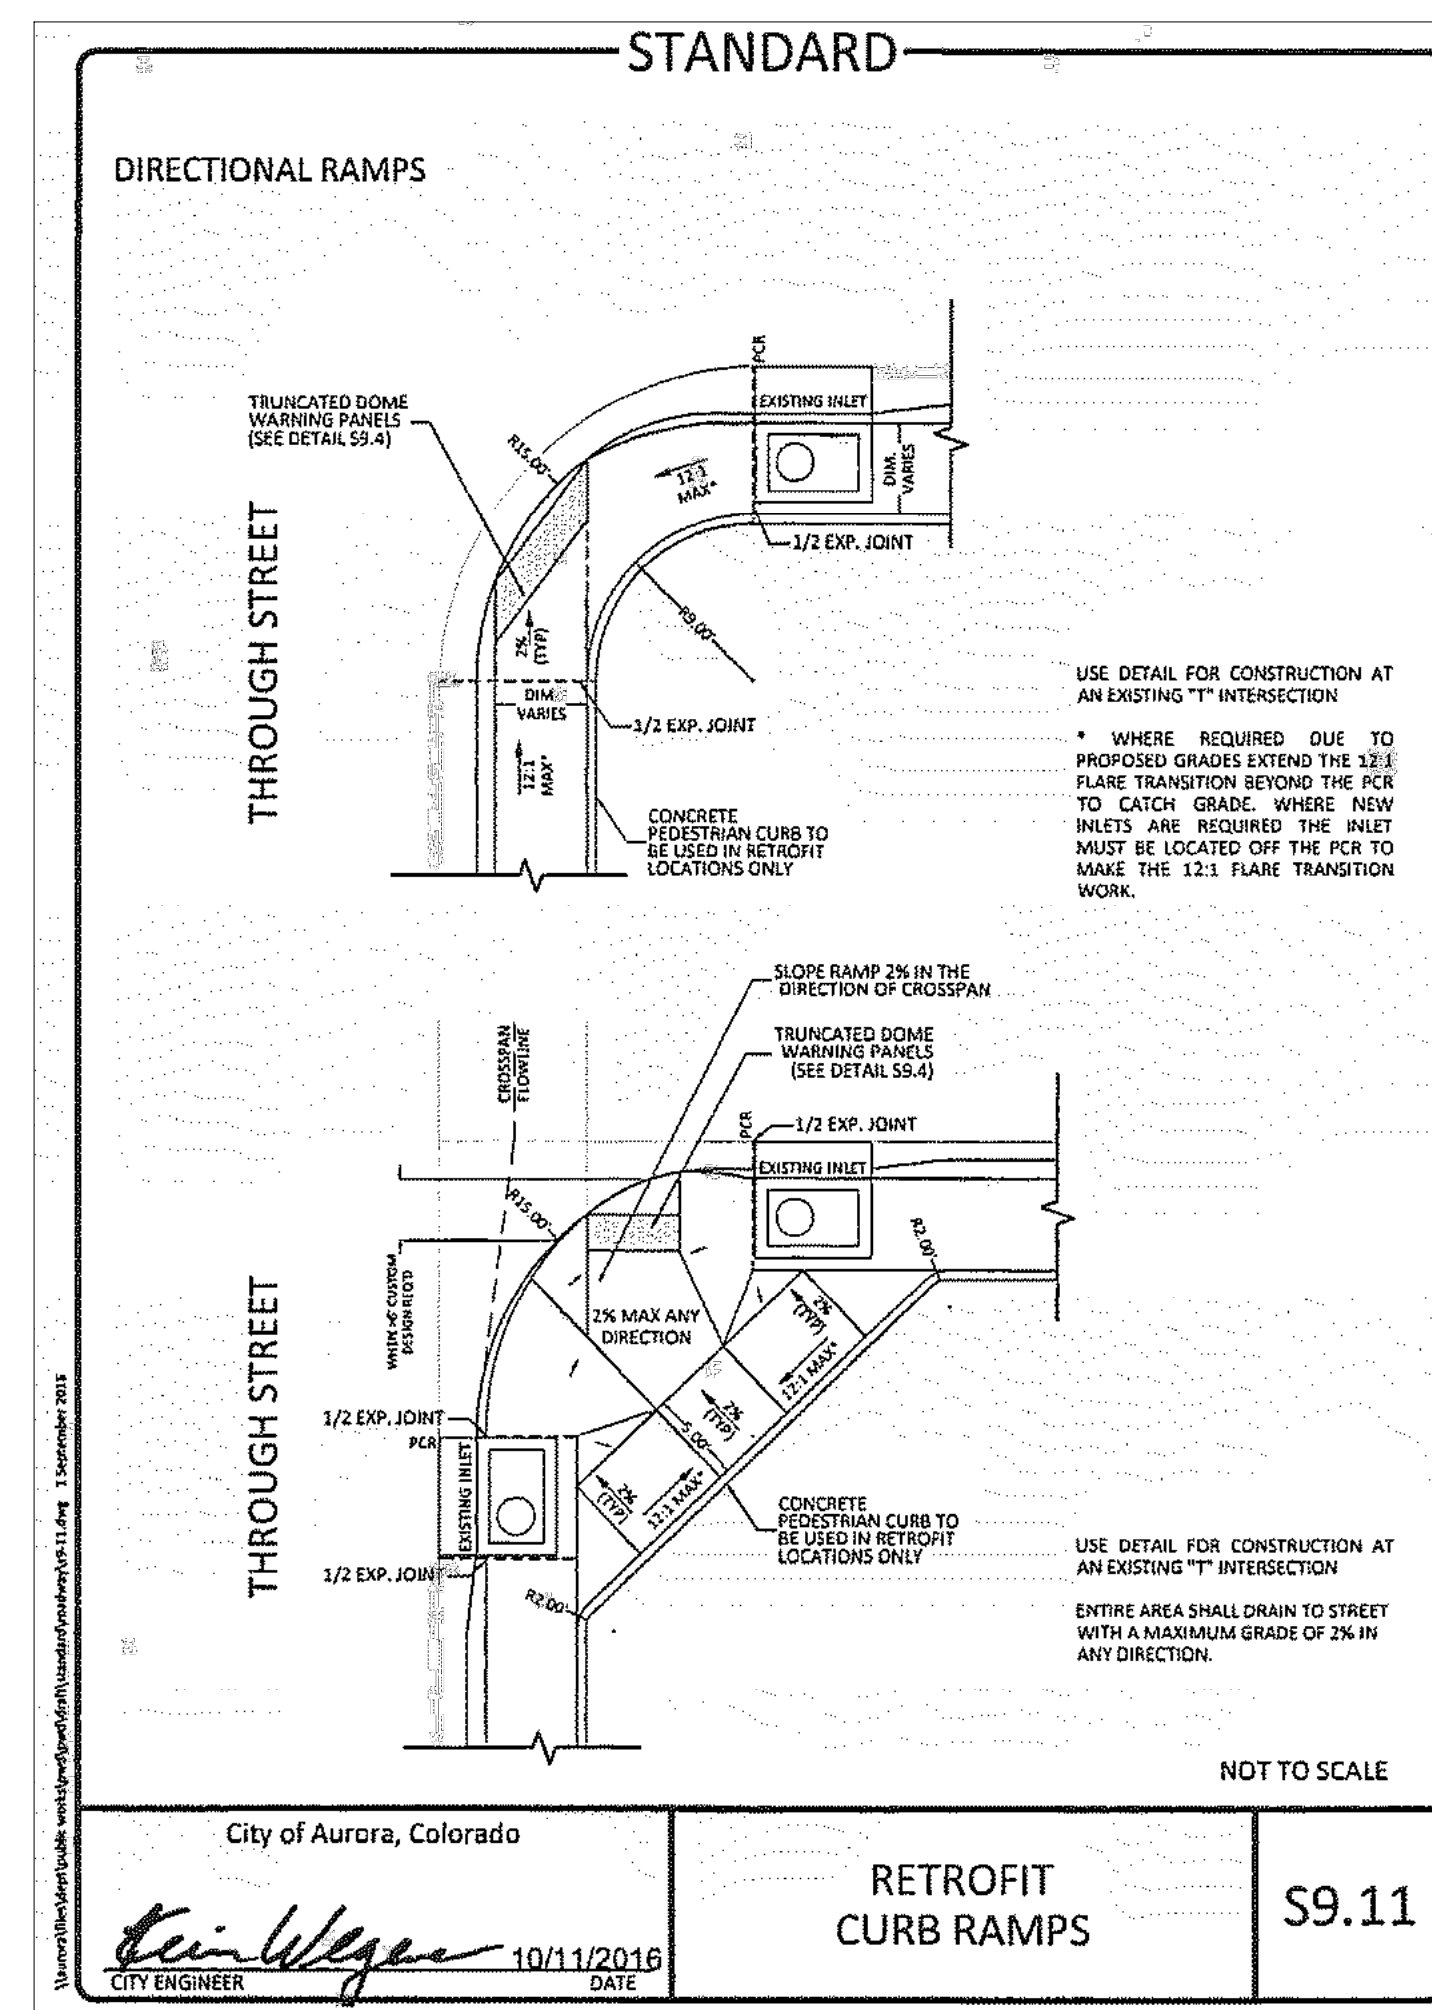 STANDARD
DIRECTIONAL RAMPS
PCR
TRUNCATED DOME
WARNING PANELS
(SEE DETAIL S9.4)
EXISTING INLET
R15.00'
12:1
MAX*
DIM.
VARIES
1/2 EXP. JOINT
THROUGH STREET
R9.00'
2%
(TYP)
DIM.
VARIES
1/2 EXP. JOINT
12:1
MAX*
CONCRETE
PEDESTRIAN CURB TO
BE USED IN RETROFIT
LOCATIONS ONLY
USE DETAIL FOR CONSTRUCTION AT
AN EXISTING "T" INTERSECTION
* WHERE REQUIRED DUE TO
PROPOSED GRADES EXTEND THE 12:1
FLARE TRANSITION BEYOND THE PCR
TO CATCH GRADE. WHERE NEW
INLETS ARE REQUIRED THE INLET
MUST BE LOCATED OFF THE PCR TO
MAKE THE 12:1 FLARE TRANSITION
WORK.
SLOPE RAMP 2% IN THE
DIRECTION OF CROSSPAN
CROSSPAN
FLOWLINE
TRUNCATED DOME
WARNING PANELS
(SEE DETAIL S9.4)
PCR
1/2 EXP. JOINT
EXISTING INLET
R15.00'
R2.00'
WHEN >6' CUSTOM
DESIGN REQ'D
2% MAX ANY
DIRECTION
2%
(TYP)
12:1 MAX*
THROUGH STREET
1/2 EXP. JOINT
PCR
2%
(TYP)
5.00'
EXISTING INLET
2%
(TYP)
12:1 MAX*
CONCRETE
PEDESTRIAN CURB TO
BE USED IN RETROFIT
LOCATIONS ONLY
1/2 EXP. JOINT
R2.00'
USE DETAIL FOR CONSTRUCTION AT
AN EXISTING "T" INTERSECTION
ENTIRE AREA SHALL DRAIN TO STREET
WITH A MAXIMUM GRADE OF 2% IN
ANY DIRECTION.
NOT TO SCALE
City of Aurora, Colorado
10/11/2016
CITY ENGINEER
DATE
RETROFIT
CURB RAMPS
S9.11